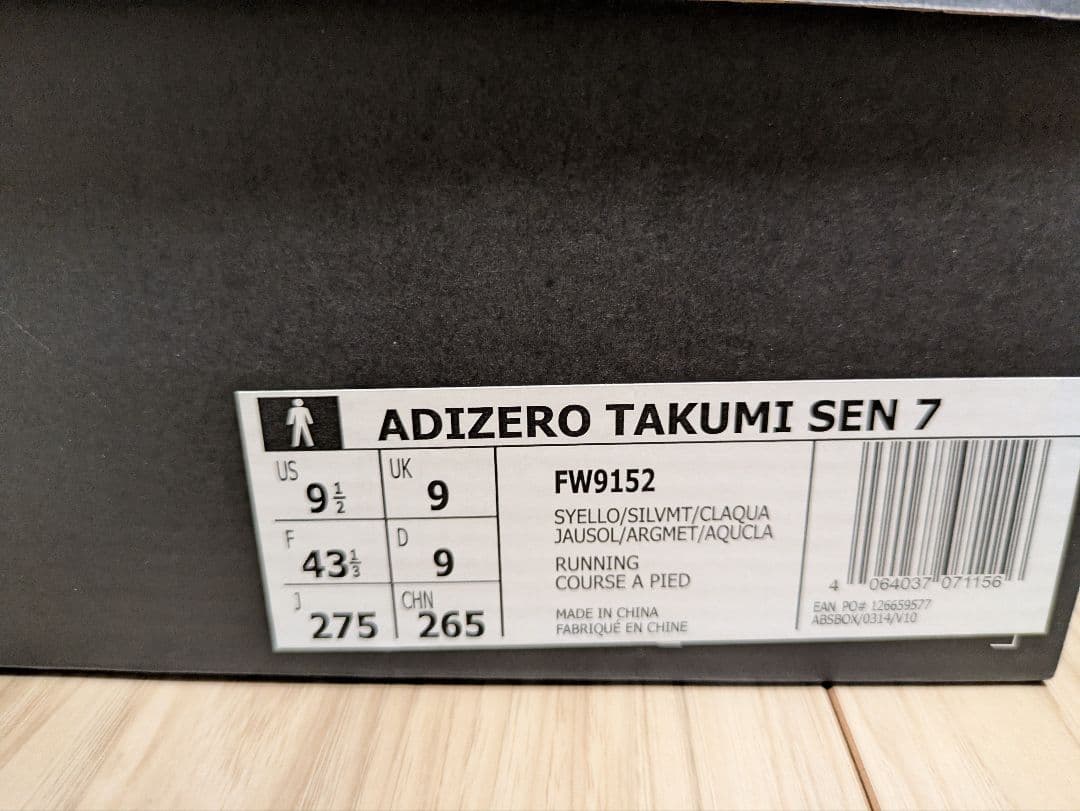 ADIZERO TAKUMI SEN 7
US 9½
UK 9
F 43⅓
D 9
J 275
CHN 265
FW9152
SYELLO/SILVMT/CLAQUA
JAUSOL/ARGMET/AQUCLA
RUNNING
COURSE A PIED
MADE IN CHINA
FABRIQUÉ EN CHINE
4 064037 071156
EAN PO# 126659577
ABSBOX/0314/V10